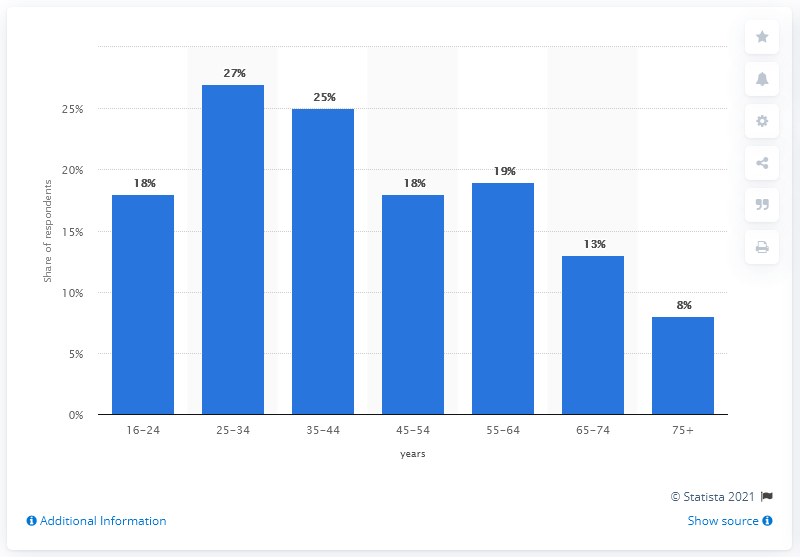 27%
25%
18%
18%
19%
13%
8%
25%
20%
15%
10%
5%
0%
Share of respondents
16-24 25-34 35-44 45-54 55-64 65-74 75+
years
© Statista 2021
Additional Information
Show source